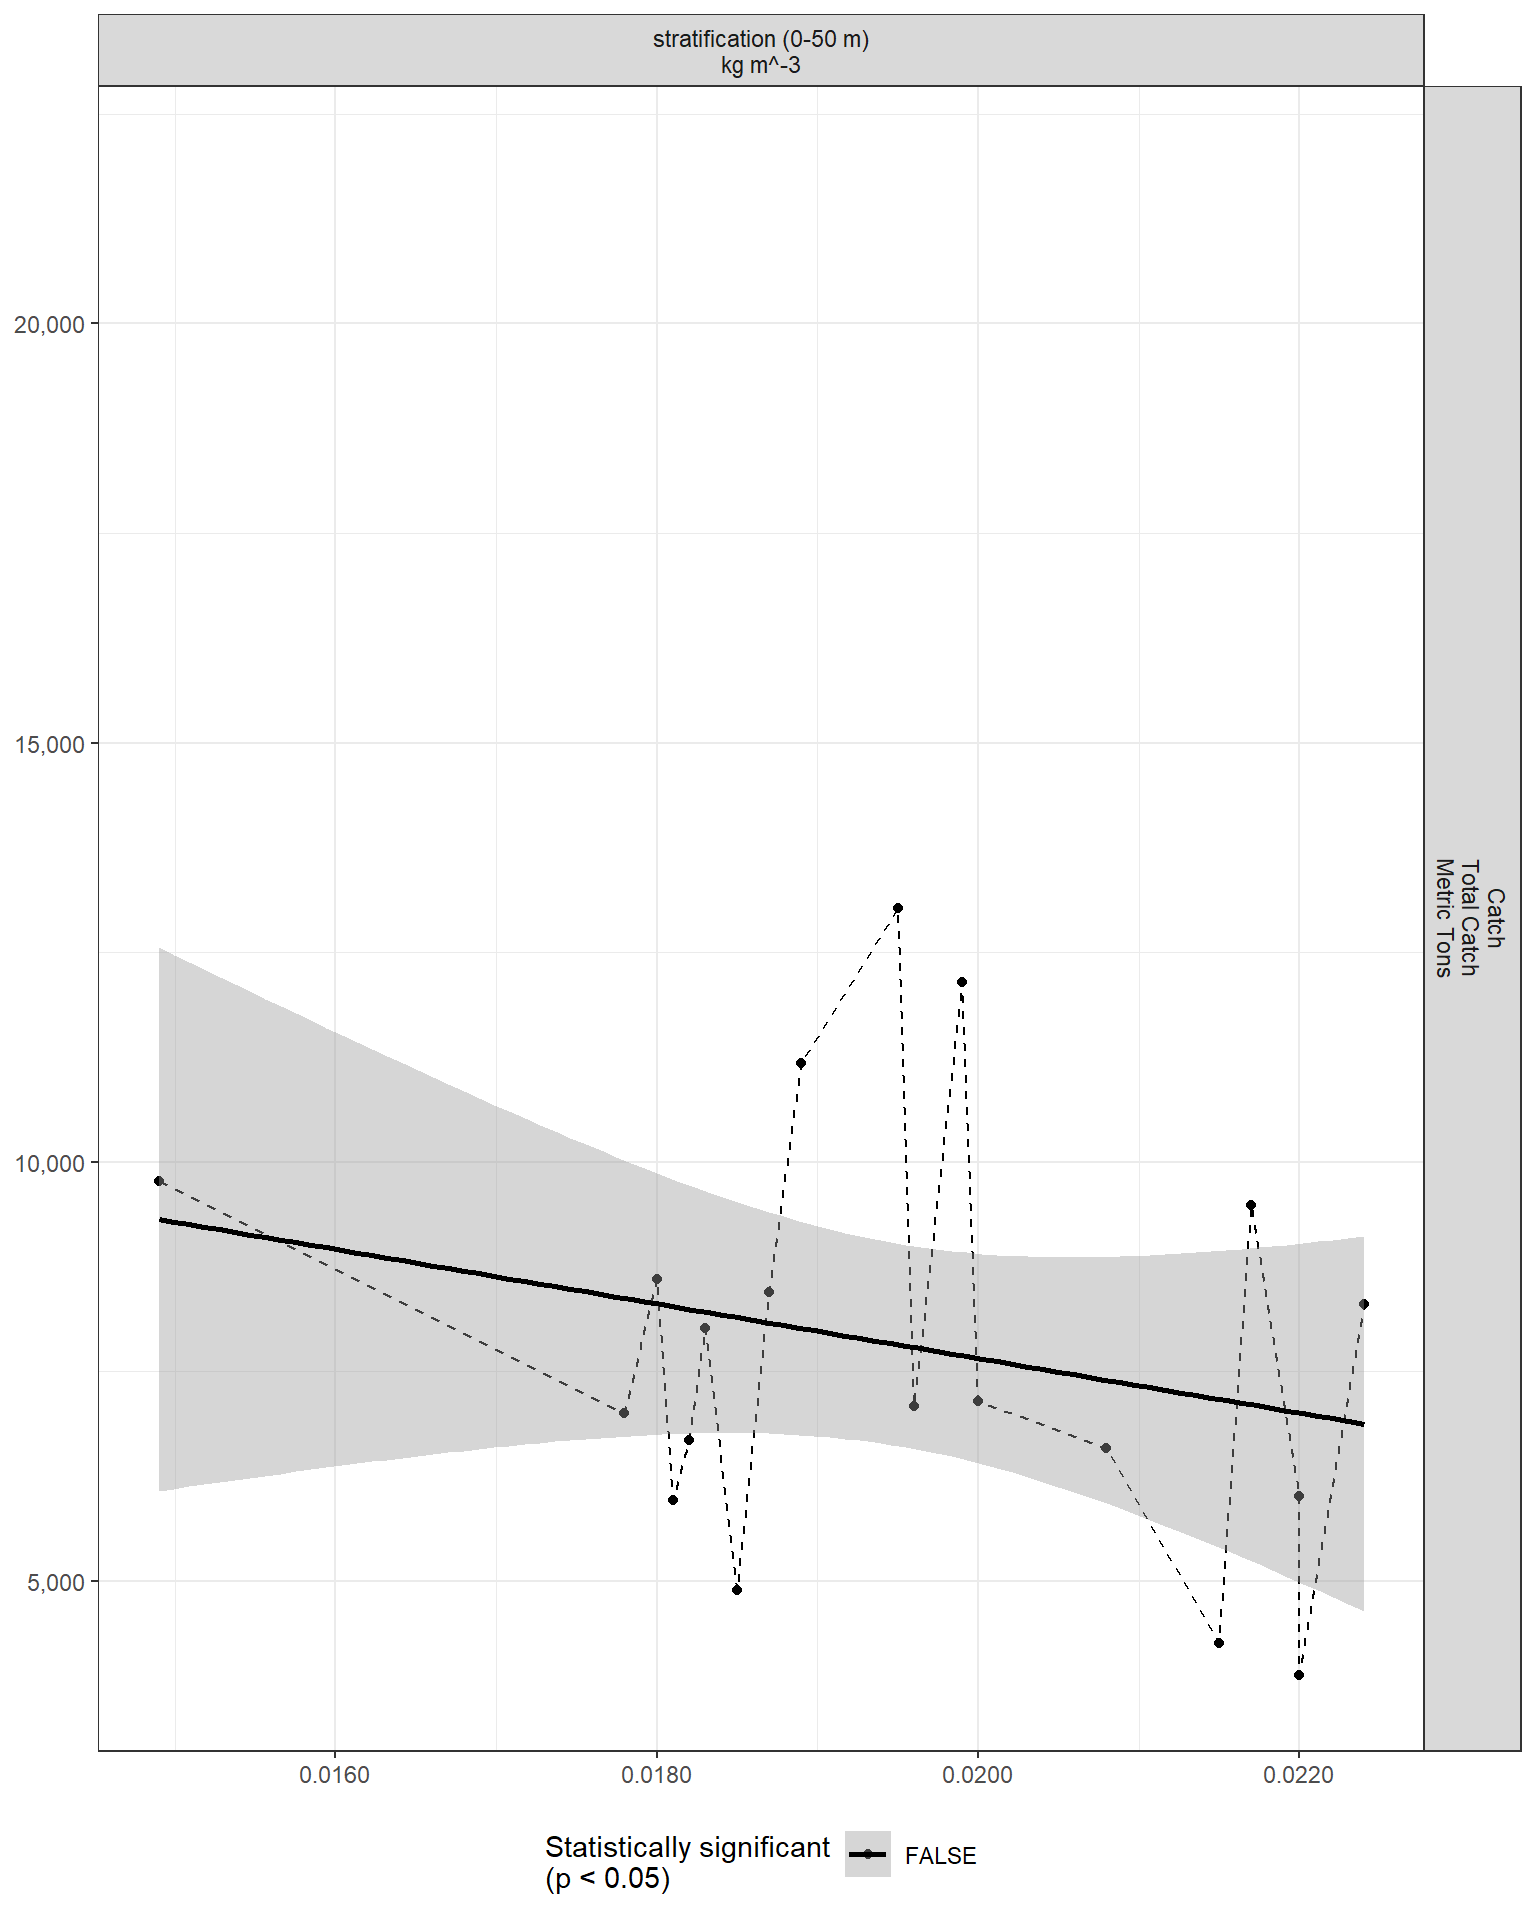 stratification (0-50 m)
kg m^-3
20,000
15,000
10,000
5,000
Catch
Total Catch
Metric Tons
0.0160
0.0180
0.0200
0.0220
Statistically significant
(p < 0.05)
FALSE